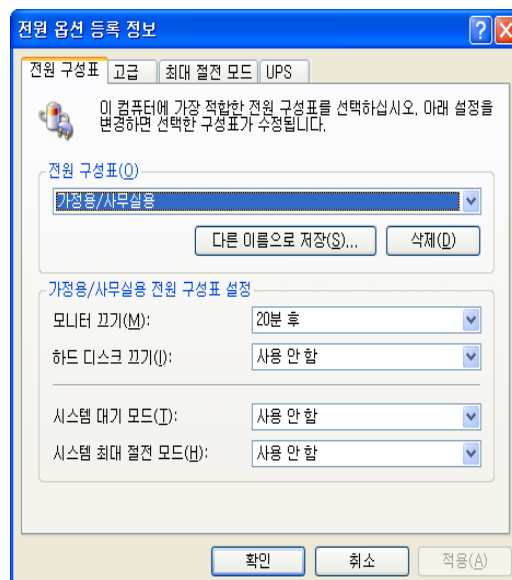 전원 옵션 등록 정보
전원 구성표 고급 최대 절전 모드 UPS
이 컴퓨터에 가장 적합한 전원 구성표를 선택하십시오. 아래 설정을
변경하면 선택한 구성표가 수정됩니다.
전원 구성표(O)
가정용/사무실용
다른 이름으로 저장(S)... 삭제(D)
가정용/사무실용 전원 구성표 설정
모니터 끄기(M): 20분 후
하드 디스크 끄기(I): 사용 안 함
시스템 대기 모드(T): 사용 안 함
시스템 최대 절전 모드(H): 사용 안 함
확인 취소 적용(A)